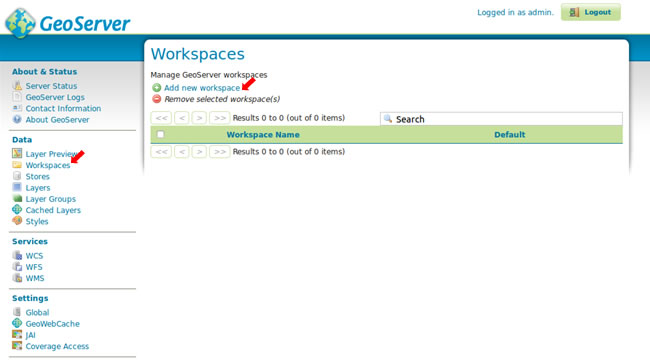 GeoServer
Logged in as admin.
Logout
About & Status
Server Status
GeoServer Logs
Contact Information
About GeoServer
Data
Layer Preview
Workspaces
Stores
Layers
Layer Groups
Cached Layers
Styles
Services
WCS
WFS
WMS
Settings
Global
GeoWebCache
JAI
Coverage Access
Workspaces
Manage GeoServer workspaces
Add new workspace
Remove selected workspace(s)
<< < > >> Results 0 to 0 (out of 0 items)
Search
Workspace Name Default
<< < > >> Results 0 to 0 (out of 0 items)